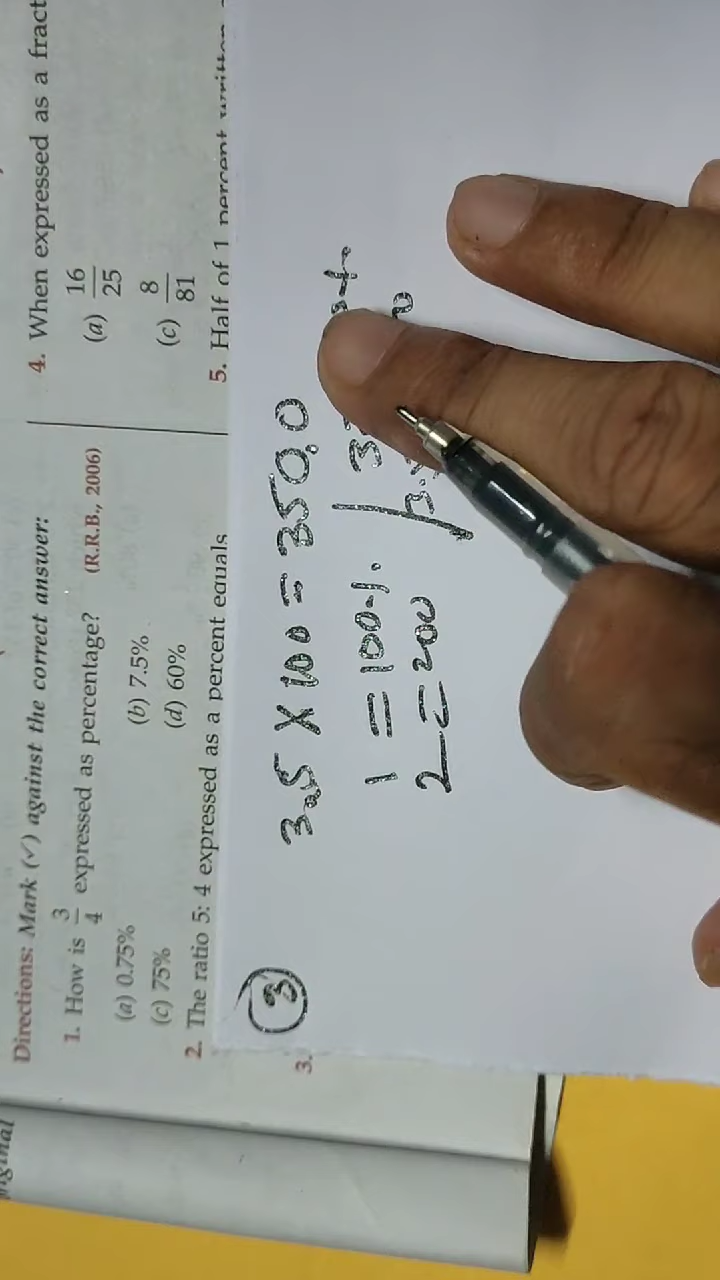 Directions: Mark (✓) against the correct answer:
1. How is 3/4 expressed as percentage? (R.R.B., 2006)
(a) 0.75% (b) 7.5%
(c) 75% (d) 60%
2. The ratio 5: 4 expressed as a percent equals
3.
4. When expressed as a fract
(a) 16/25
(c) 8/81
5. Half of 1 percent written
3
3.5 X 100 = 350.0
1 = 100%.
2 = 200